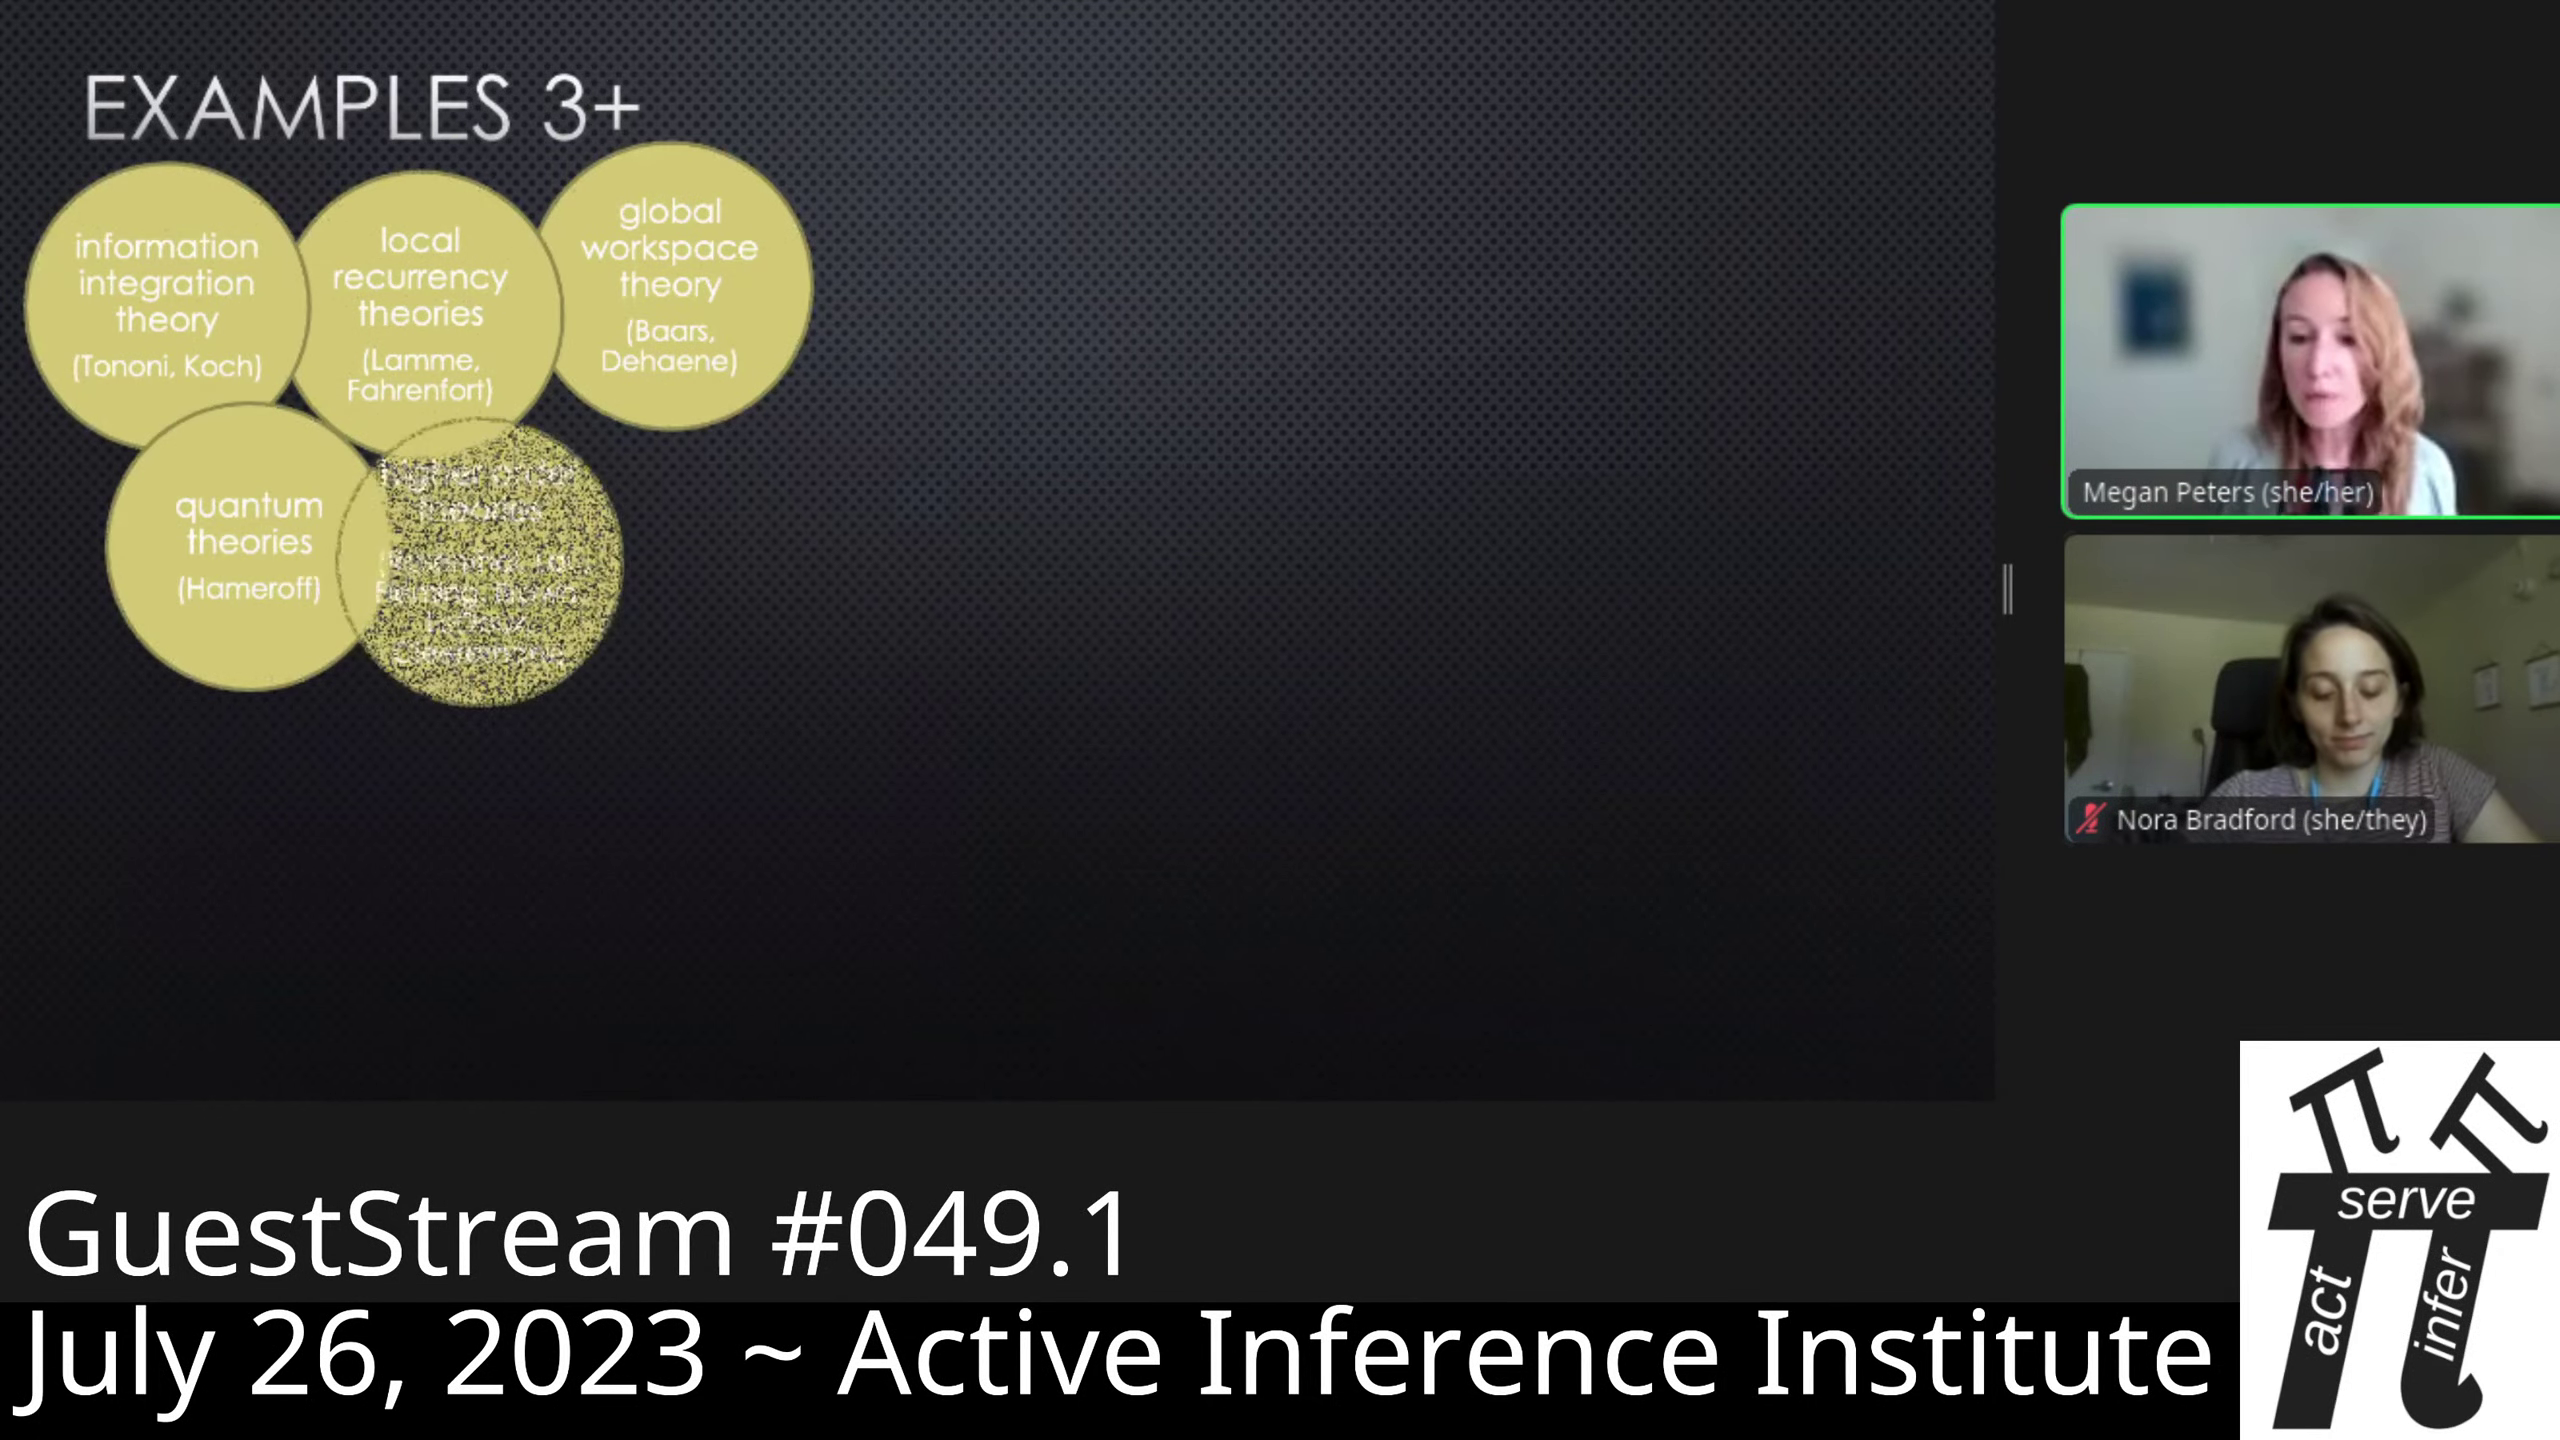 EXAMPLES 3+
information
integration
theory
(Tononi, Koch)
local
recurrency
theories
(Lamme,
Fahrenfort)
global
workspace
theory
(Baars,
Dehaene)
quantum
theories
(Hameroff)
higher order
theories
Megan Peters (she/her)
Nora Bradford (she/they)
GuestStream #049.1
July 26, 2023 ~ Active Inference Institute
serve
act
infer